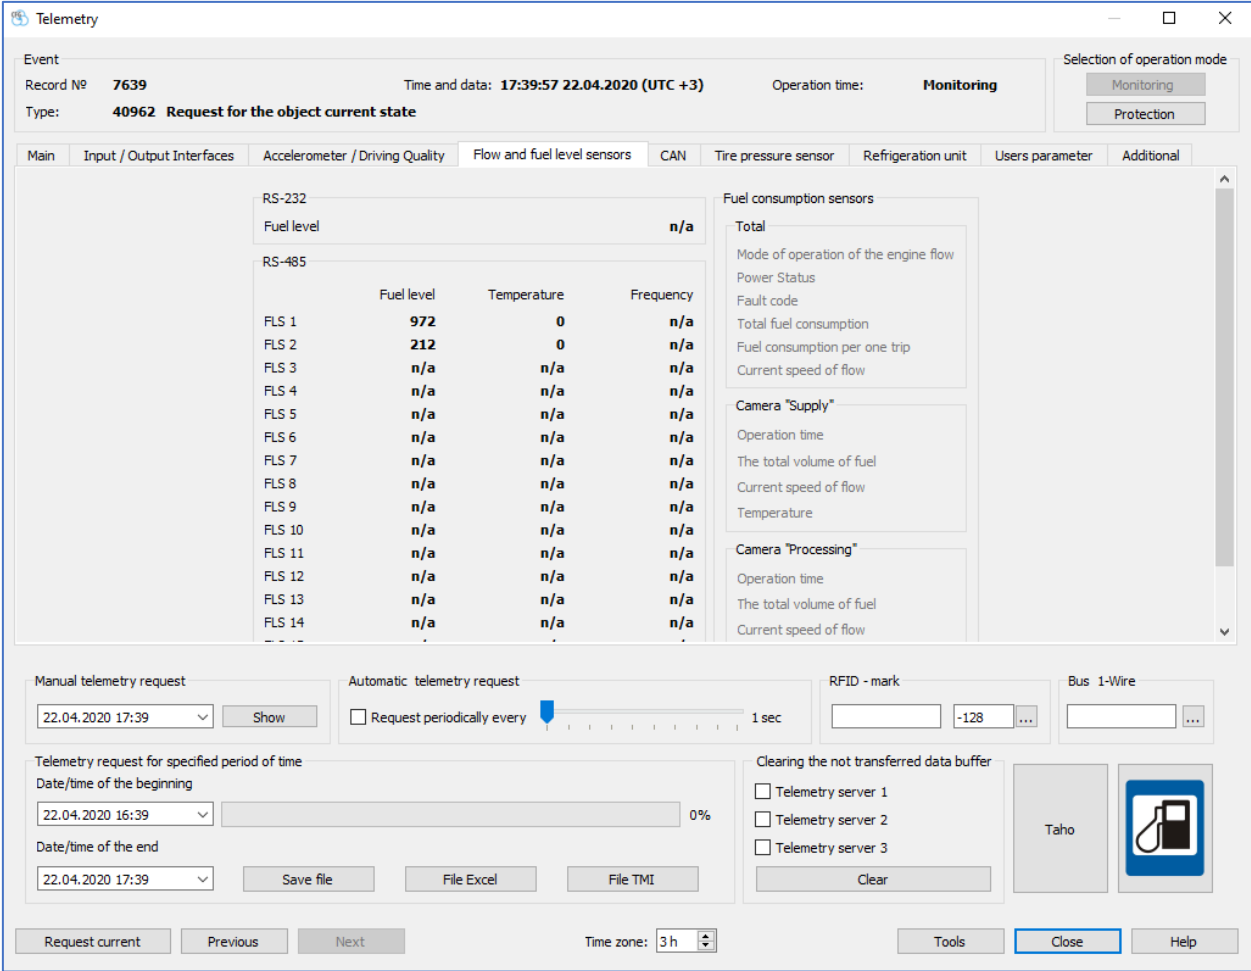 Telemetry
Event
Record Nº 7639 Time and data: 17:39:57 22.04.2020 (UTC +3) Operation time: Monitoring
Type: 40962 Request for the object current state
Selection of operation mode
Monitoring
Protection
Main Input / Output Interfaces Accelerometer / Driving Quality Flow and fuel level sensors CAN Tire pressure sensor Refrigeration unit Users parameter Additional
RS-232
Fuel level n/a
RS-485
Fuel level Temperature Frequency
FLS 1 972 0 n/a
FLS 2 212 0 n/a
FLS 3 n/a n/a n/a
FLS 4 n/a n/a n/a
FLS 5 n/a n/a n/a
FLS 6 n/a n/a n/a
FLS 7 n/a n/a n/a
FLS 8 n/a n/a n/a
FLS 9 n/a n/a n/a
FLS 10 n/a n/a n/a
FLS 11 n/a n/a n/a
FLS 12 n/a n/a n/a
FLS 13 n/a n/a n/a
FLS 14 n/a n/a n/a
Fuel consumption sensors
Total
Mode of operation of the engine flow
Power Status
Fault code
Total fuel consumption
Fuel consumption per one trip
Current speed of flow
Camera "Supply"
Operation time
The total volume of fuel
Current speed of flow
Temperature
Camera "Processing"
Operation time
The total volume of fuel
Current speed of flow
Manual telemetry request
22.04.2020 17:39 Show
Automatic telemetry request
Request periodically every 1 sec
RFID - mark
-128 ...
Bus 1-Wire
...
Telemetry request for specified period of time
Date/time of the beginning
22.04.2020 16:39 0%
Date/time of the end
22.04.2020 17:39 Save file File Excel File TMI
Clearing the not transferred data buffer
Telemetry server 1
Telemetry server 2
Telemetry server 3
Clear
Taho
Request current Previous Next Time zone: 3 h Tools Close Help